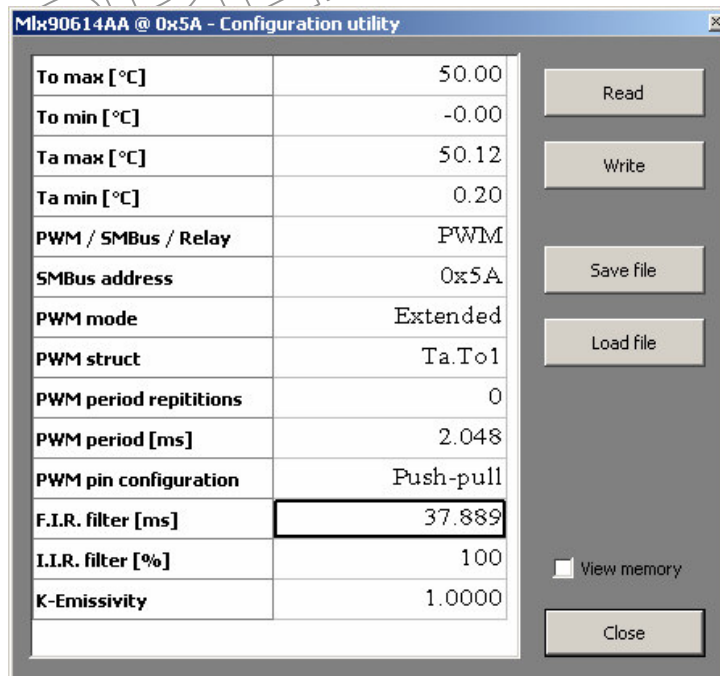 Mlx90614AA @ 0x5A - Configuration utility
To max [°C] 50.00
To min [°C] -0.00
Ta max [°C] 50.12
Ta min [°C] 0.20
PWM / SMBus / Relay PWM
SMBus address 0x5A
PWM mode Extended
PWM struct Ta.To1
PWM period repititions 0
PWM period [ms] 2.048
PWM pin configuration Push-pull
F.I.R. filter [ms] 37.889
I.I.R. filter [%] 100
K-Emissivity 1.0000
Read
Write
Save file
Load file
View memory
Close